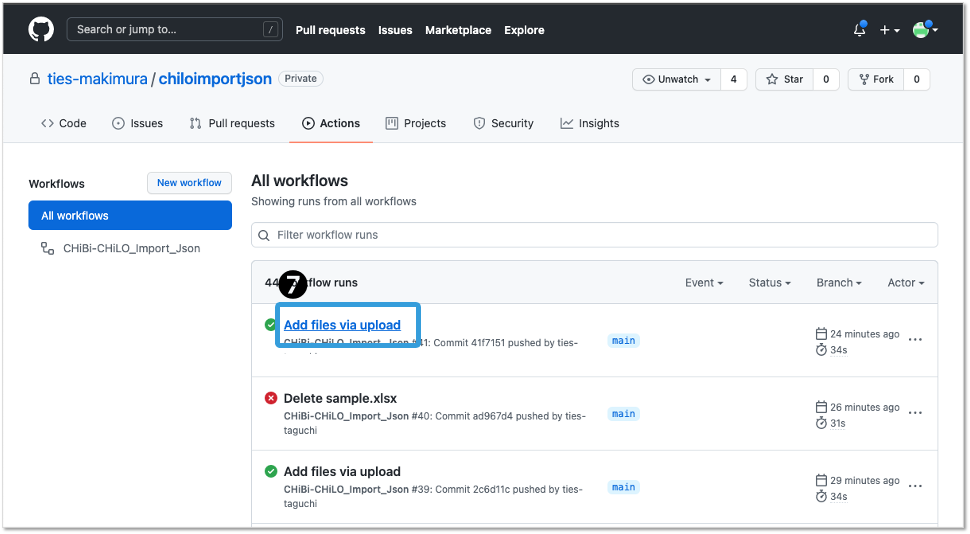 Search or jump to... /
Pull requests Issues Marketplace Explore
ties-makimura / chiloimportjson Private
Unwatch 4 Star 0 Fork 0
Code Issues Pull requests Actions Projects Security Insights
Workflows New workflow
All workflows
CHiBi-CHiLO_Import_Json
All workflows
Showing runs from all workflows
Filter workflow runs
44 7 flow runs Event Status Branch Actor
Add files via upload
CHiBi-CHiLO_Import_Json #41: Commit 41f7151 pushed by ties-
main
24 minutes ago
34s
Delete sample.xlsx
CHiBi-CHiLO_Import_Json #40: Commit ad967d4 pushed by ties-
taguchi
main
26 minutes ago
31s
Add files via upload
CHiBi-CHiLO_Import_Json #39: Commit 2c6d11c pushed by ties-
taguchi
main
29 minutes ago
34s